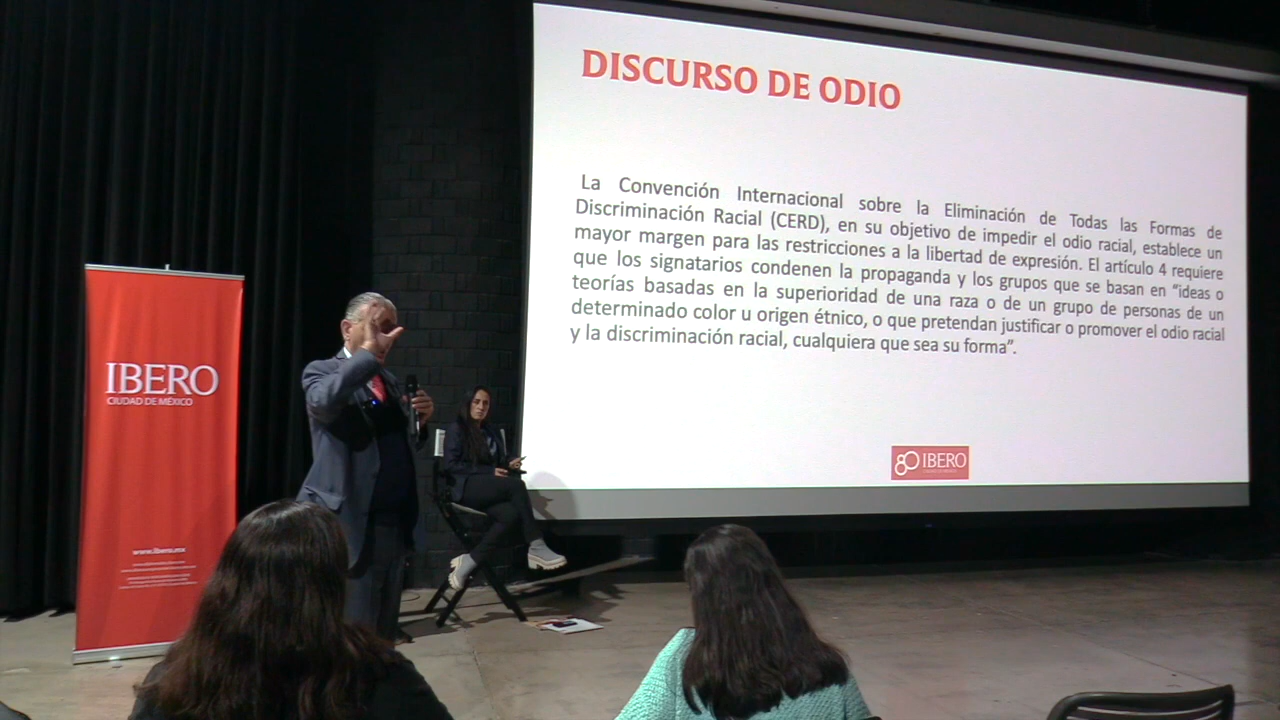 DISCURSO DE ODIO
La Convención Internacional sobre la Eliminación de Todas las Formas de
Discriminación Racial (CERD), en su objetivo de impedir el odio racial, establece un
mayor margen para las restricciones a la libertad de expresión. El artículo 4 requiere
que los signatarios condenen la propaganda y los grupos que se basan en “ideas o
teorías basadas en la superioridad de una raza o de un grupo de personas de un
determinado color u origen étnico, o que pretendan justificar o promover el odio racial
y la discriminación racial, cualquiera que sea su forma”.
80 IBERO
CIUDAD DE MÉXICO
IBERO
CIUDAD DE MÉXICO
www.ibero.mx